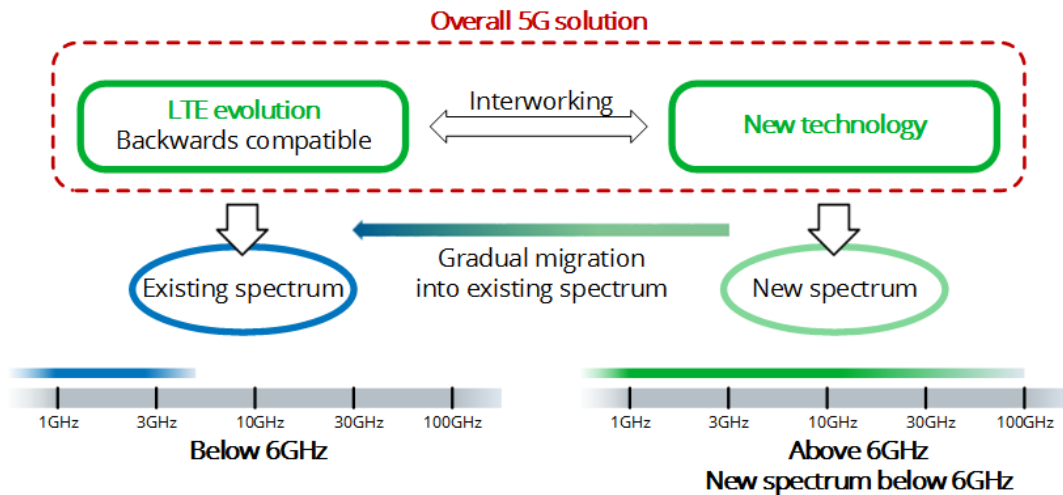 Overall 5G solution
LTE evolution
Backwards compatible
Interworking
New technology
Gradual migration
into existing spectrum
Existing spectrum
New spectrum
1GHz 3GHz 10GHz 30GHz 100GHz
Below 6GHz
1GHz 3GHz 10GHz 30GHz 100GHz
Above 6GHz
New spectrum below 6GHz